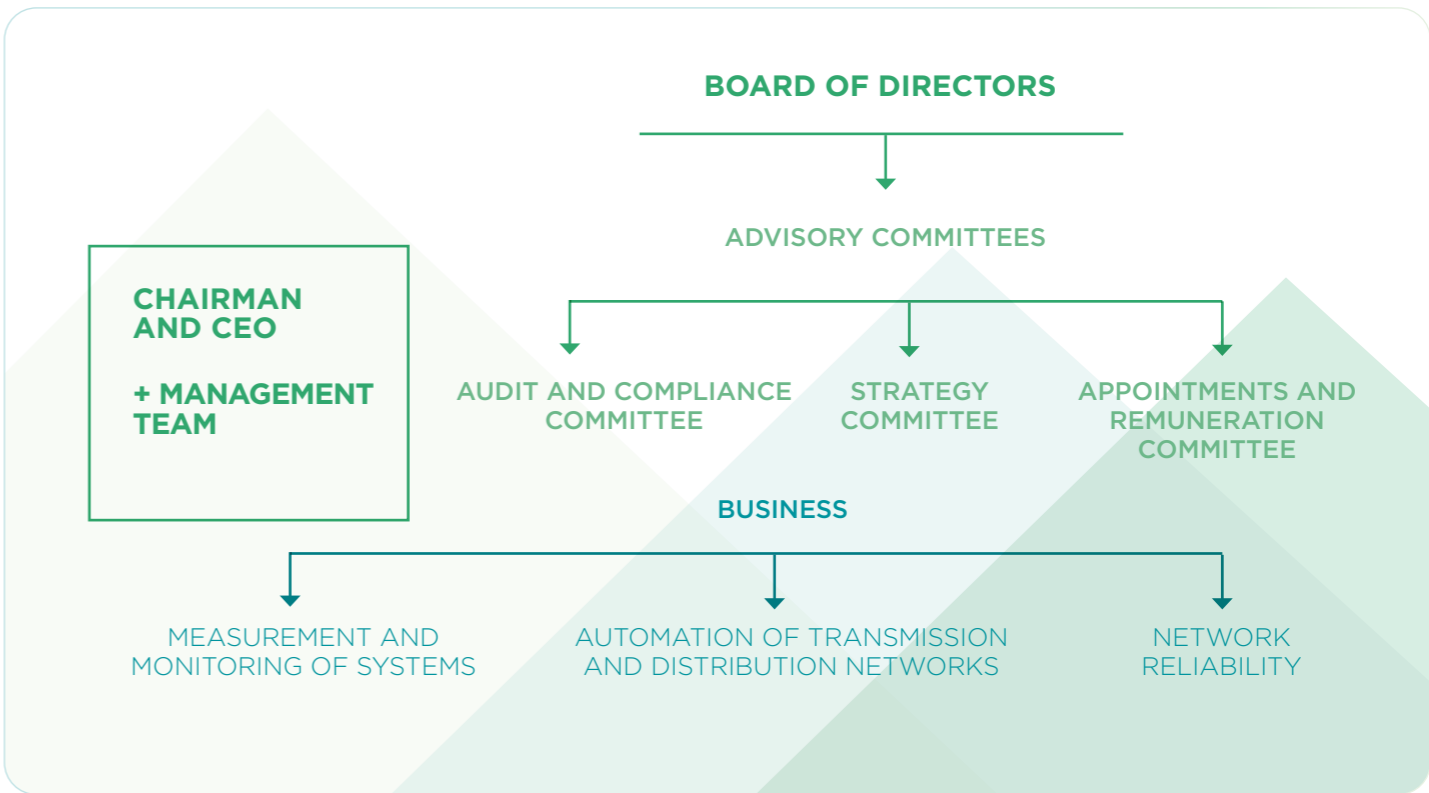 BOARD OF DIRECTORS
ADVISORY COMMITTEES
CHAIRMAN
AND CEO
+ MANAGEMENT
TEAM
AUDIT AND COMPLIANCE
COMMITTEE
STRATEGY
COMMITTEE
APPOINTMENTS AND
REMUNERATION
COMMITTEE
BUSINESS
MEASUREMENT AND
MONITORING OF SYSTEMS
AUTOMATION OF TRANSMISSION
AND DISTRIBUTION NETWORKS
NETWORK
RELIABILITY